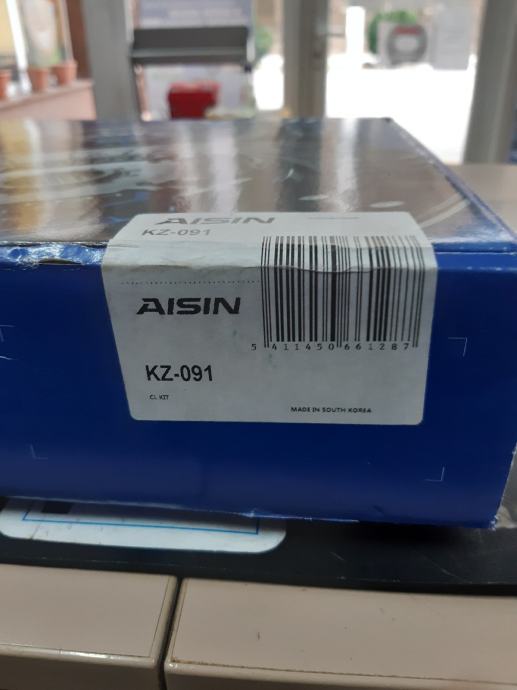 AISIN
KZ-091
AISIN
5 411450 661287
KZ-091
CL KIT
MADE IN SOUTH KOREA